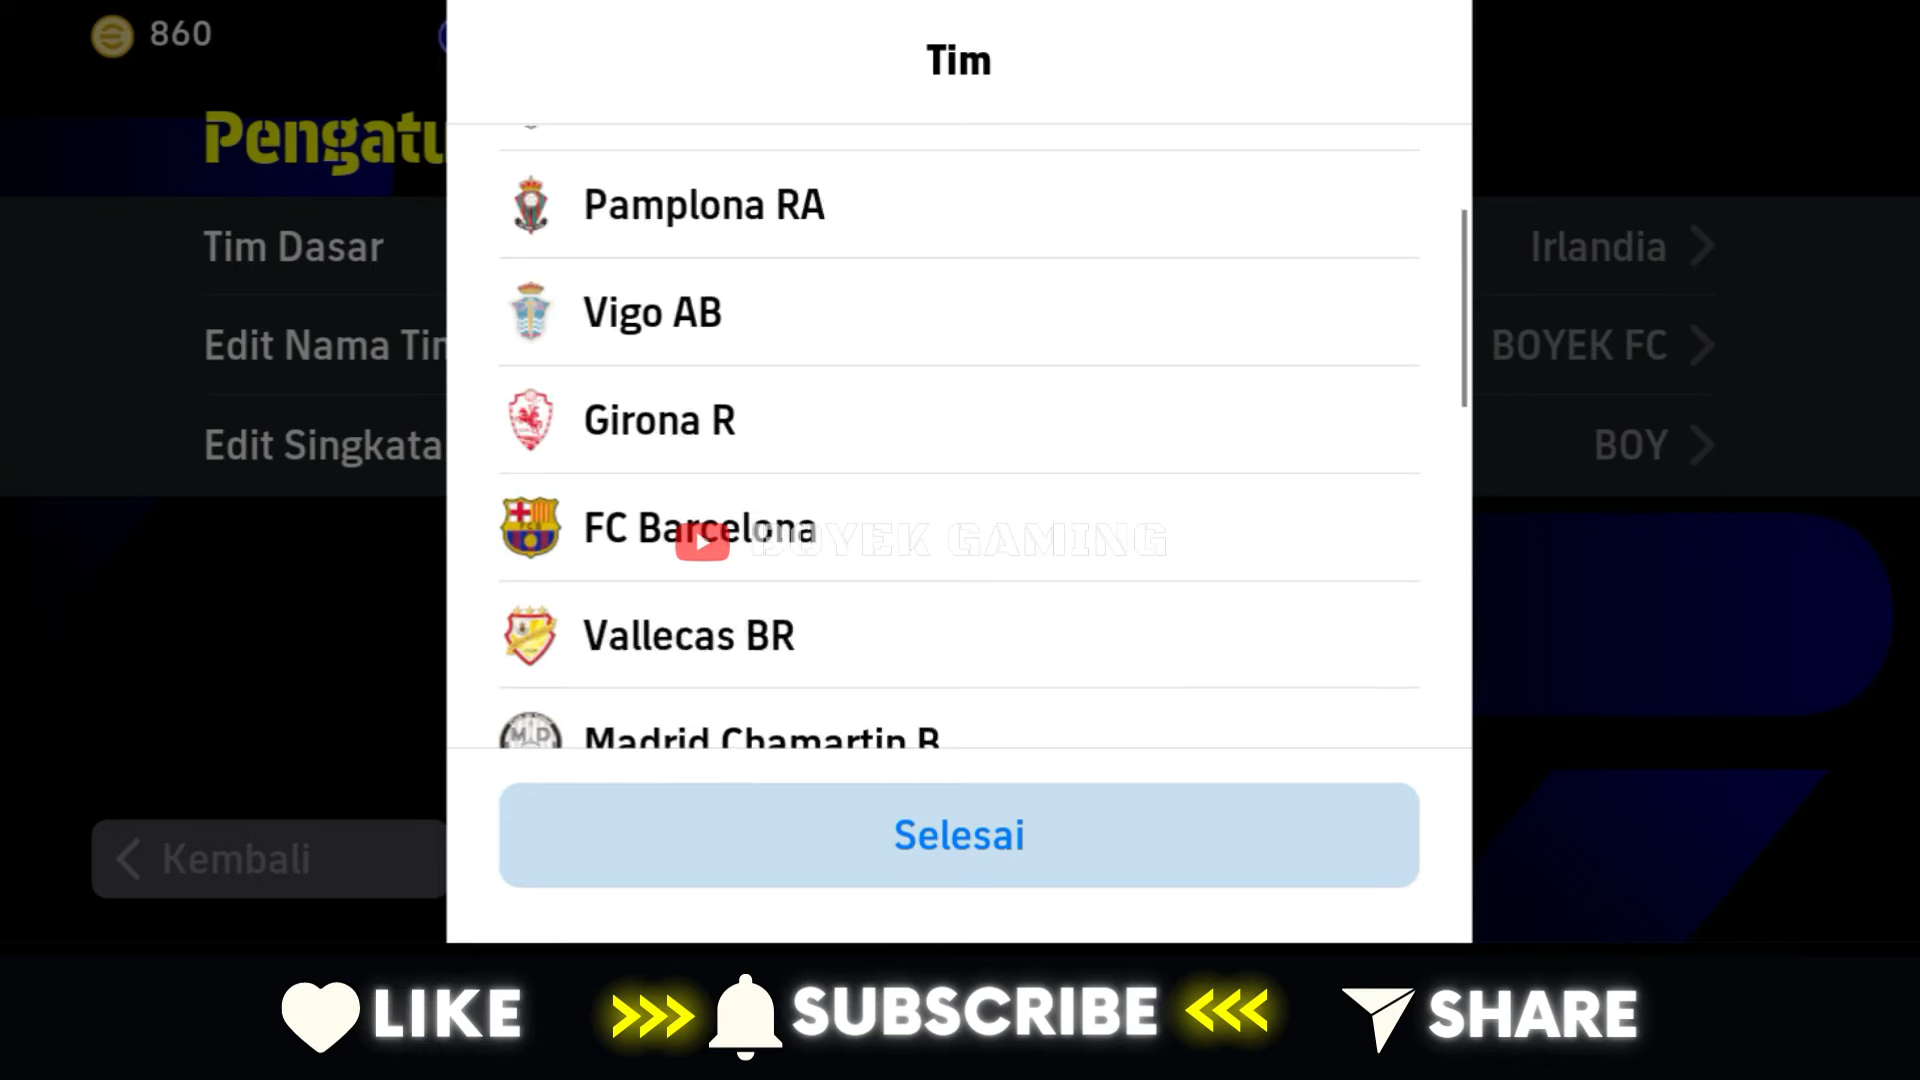 860
Tim
Pengatu
Tim Dasar
Irlandia
Edit Nama Tim
BOYEK FC
Edit Singkata
BOY
Pamplona RA
Vigo AB
Girona R
FC Barcelona
BOYEK GAMING
Vallecas BR
Madrid Chamartin B
Selesai
Kembali
LIKE
SUBSCRIBE
SHARE